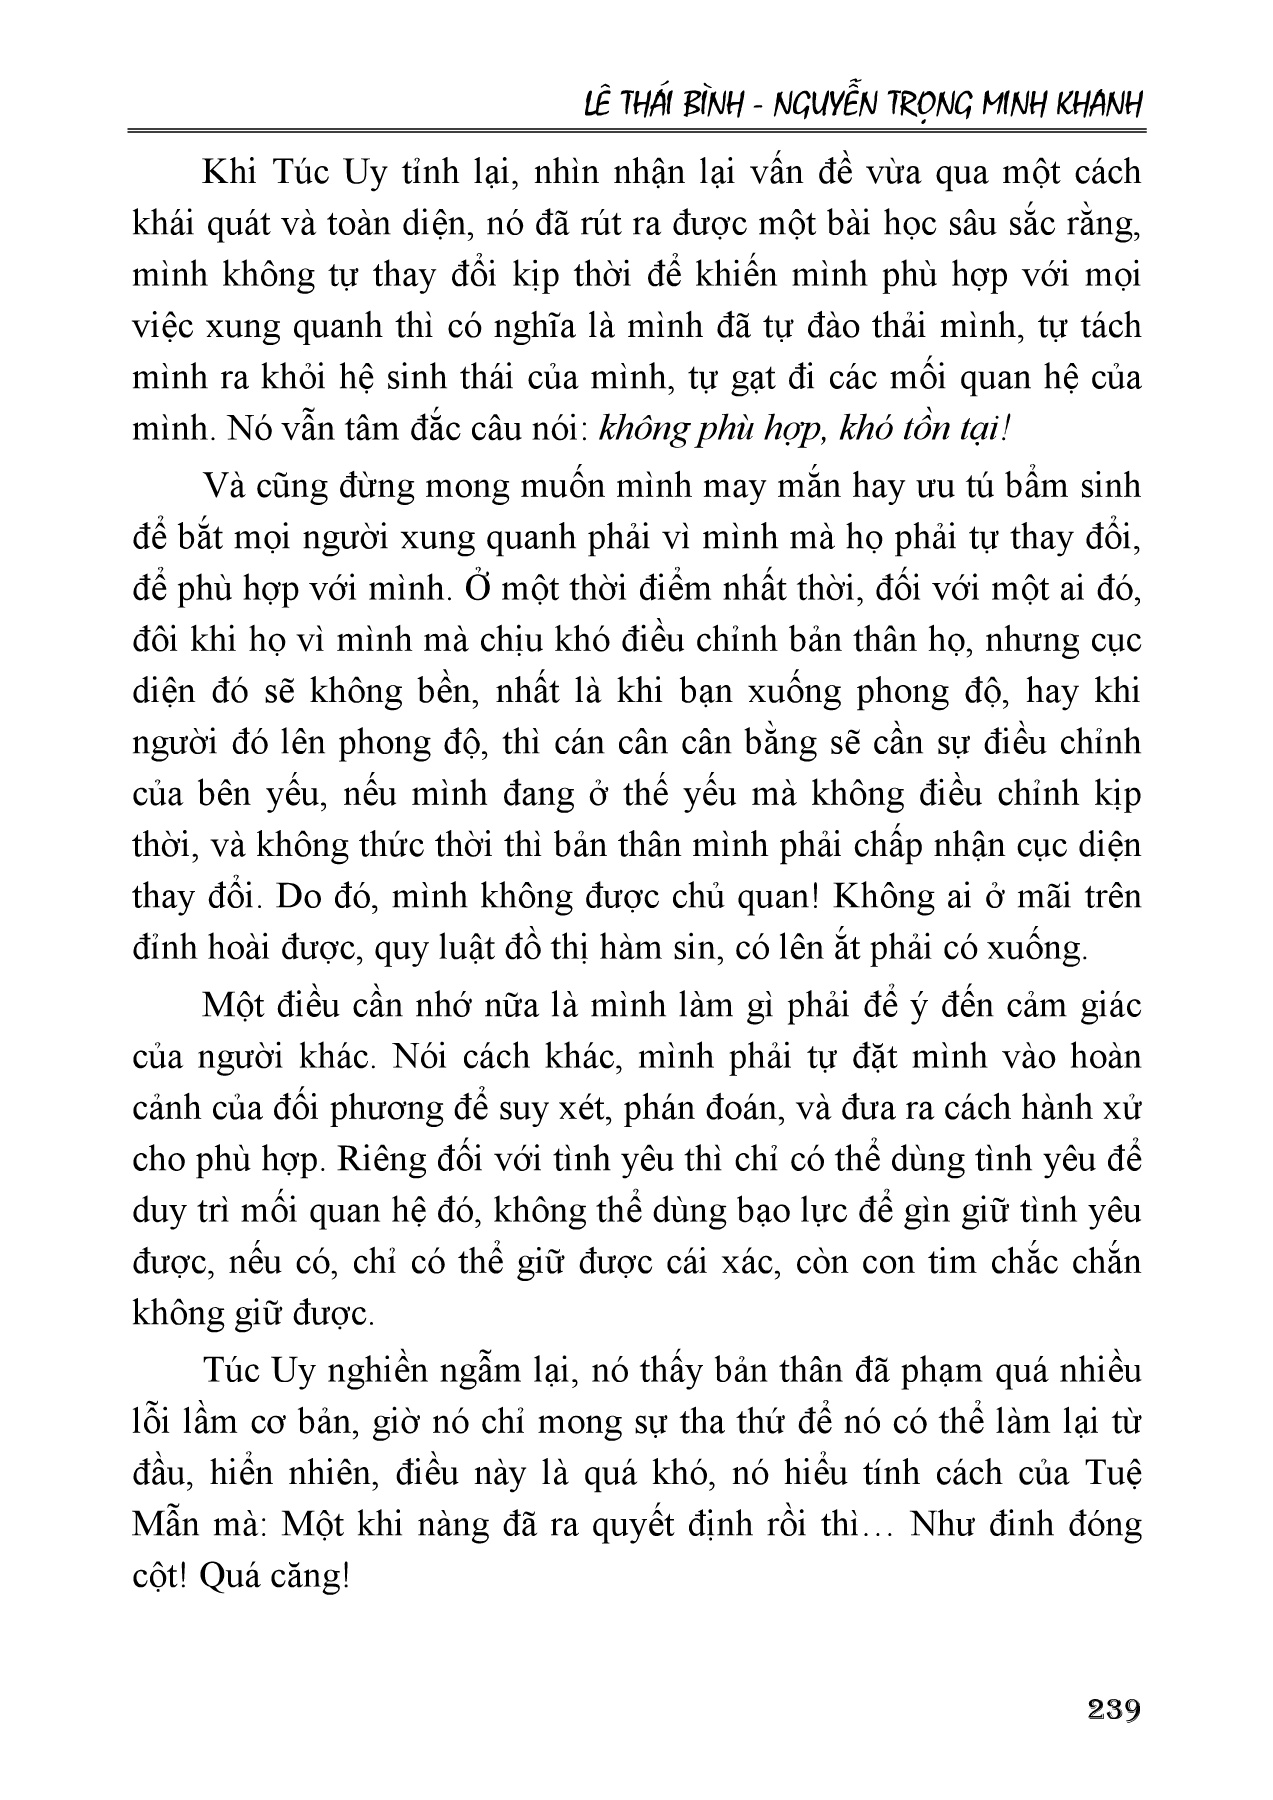 LÊ THÁI BÌNH - NGUYỄN TRỌNG MINH KHANH
Khi Túc Uy tỉnh lại, nhìn nhận lại vấn đề vừa qua một cách
khái quát và toàn diện, nó đã rút ra được một bài học sâu sắc rằng,
mình không tự thay đổi kịp thời để khiến mình phù hợp với mọi
việc xung quanh thì có nghĩa là mình đã tự đào thải mình, tự tách
mình ra khỏi hệ sinh thái của mình, tự gạt đi các mối quan hệ của
mình. Nó vẫn tâm đắc câu nói: không phù hợp, khó tồn tại!
Và cũng đừng mong muốn mình may mắn hay ưu tú bẩm sinh
để bắt mọi người xung quanh phải vì mình mà họ phải tự thay đổi,
để phù hợp với mình. Ở một thời điểm nhất thời, đối với một ai đó,
đôi khi họ vì mình mà chịu khó điều chỉnh bản thân họ, nhưng cục
diện đó sẽ không bền, nhất là khi bạn xuống phong độ, hay khi
người đó lên phong độ, thì cán cân cân bằng sẽ cần sự điều chỉnh
của bên yếu, nếu mình đang ở thế yếu mà không điều chỉnh kịp
thời, và không thức thời thì bản thân mình phải chấp nhận cục diện
thay đổi. Do đó, mình không được chủ quan! Không ai ở mãi trên
đỉnh hoài được, quy luật đồ thị hàm sin, có lên ắt phải có xuống.
Một điều cần nhớ nữa là mình làm gì phải để ý đến cảm giác
của người khác. Nói cách khác, mình phải tự đặt mình vào hoàn
cảnh của đối phương để suy xét, phán đoán, và đưa ra cách hành xử
cho phù hợp. Riêng đối với tình yêu thì chỉ có thể dùng tình yêu để
duy trì mối quan hệ đó, không thể dùng bạo lực để gìn giữ tình yêu
được, nếu có, chỉ có thể giữ được cái xác, còn con tim chắc chắn
không giữ được.
Túc Uy nghiền ngẫm lại, nó thấy bản thân đã phạm quá nhiều
lỗi lầm cơ bản, giờ nó chỉ mong sự tha thứ để nó có thể làm lại từ
đầu, hiển nhiên, điều này là quá khó, nó hiểu tính cách của Tuệ
Mẫn mà: Một khi nàng đã ra quyết định rồi thì… Như đinh đóng
cột! Quá căng!
239